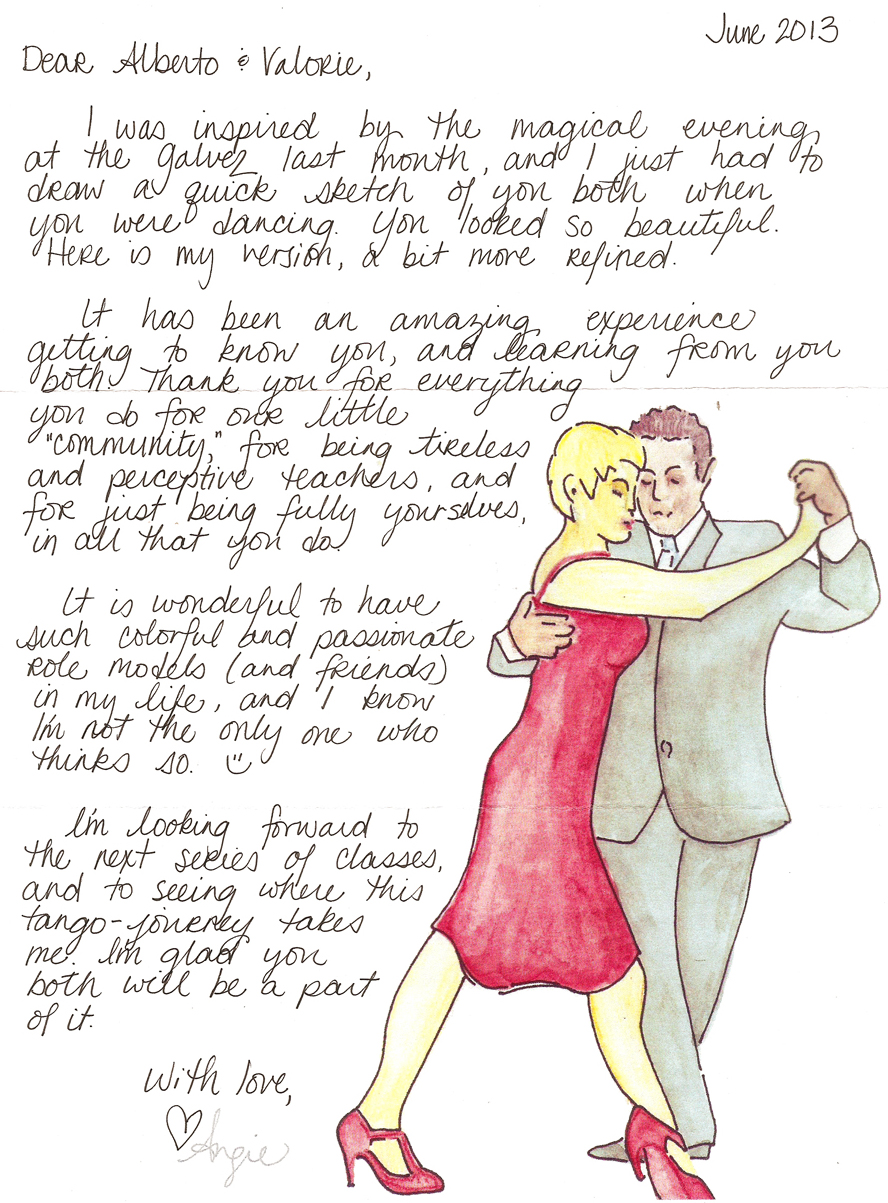 June 2013
Dear Alberto & Valorie,
I was inspired by the magical evening
at the Galvez last month, and I just had to
draw a quick sketch of you both when
you were dancing. You looked so beautiful.
Here is my version, a bit more refined.
It has been an amazing experience
getting to know you, and learning from you
both. Thank you for everything
you do for our little
"community," for being tireless
and perceptive teachers, and
for just being fully yourselves,
in all that you do.
It is wonderful to have
such colorful and passionate
role models (and friends)
in my life, and I know
I'm not the only one who
thinks so. ☺
I'm looking forward to
the next series of classes,
and to seeing where this
tango-journey takes
me. I'm glad you
both will be a part
of it.
With love,
♡ Angie